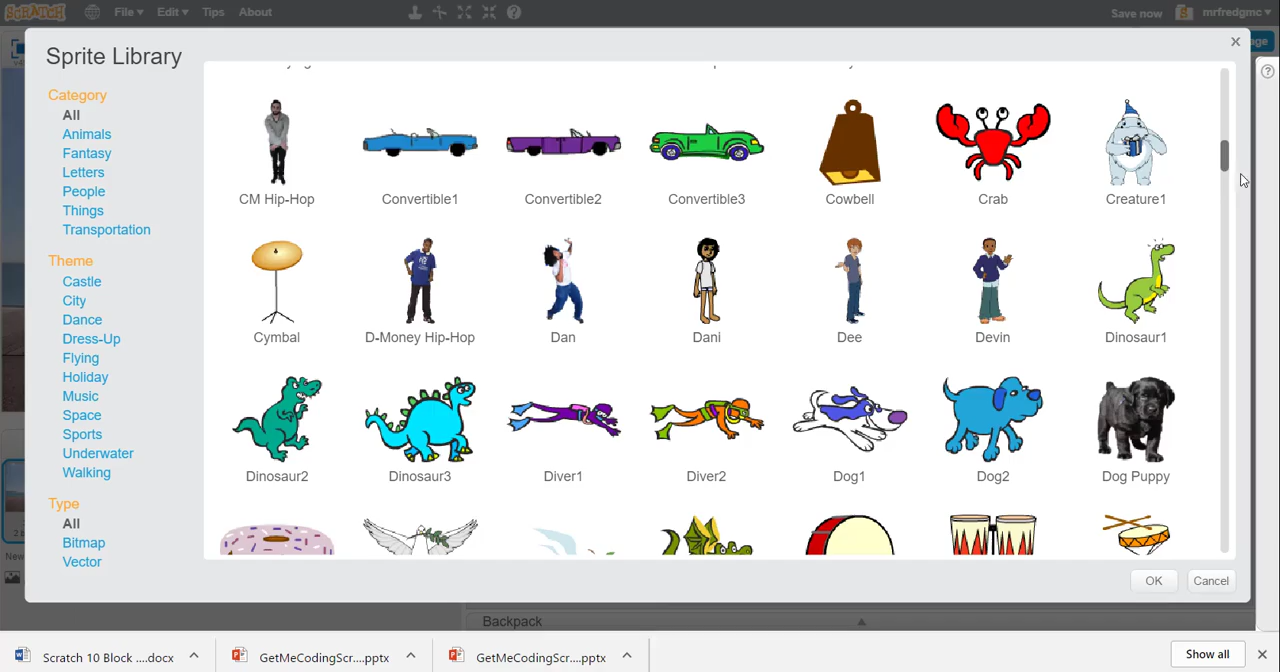 SCRATCH File Edit Tips About Save now mrfredgmc
Sprite Library
Category
All
Animals
Fantasy
Letters
People
Things
Transportation
Theme
Castle
City
Dance
Dress-Up
Flying
Holiday
Music
Space
Sports
Underwater
Walking
Type
All
Bitmap
Vector
CM Hip-Hop Convertible1 Convertible2 Convertible3 Cowbell Crab Creature1
Cymbal D-Money Hip-Hop Dan Dani Dee Devin Dinosaur1
Dinosaur2 Dinosaur3 Diver1 Diver2 Dog1 Dog2 Dog Puppy
OK Cancel
New
Backpack
Scratch 10 Block ....docx GetMeCodingScr....pptx GetMeCodingScr....pptx Show all